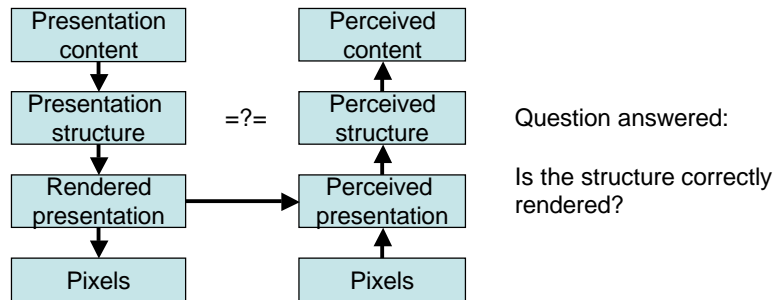 Presentation
content
Perceived
content
Presentation
structure
=?=
Perceived
structure
Question answered:
Rendered
presentation
Perceived
presentation
Is the structure correctly
rendered?
Pixels
Pixels